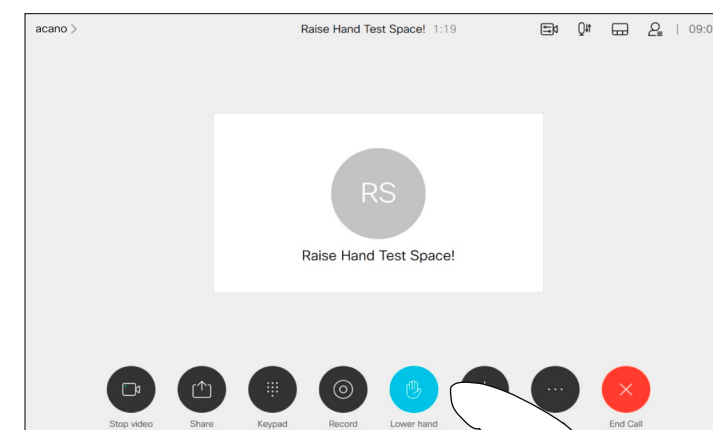 acano >
Raise Hand Test Space! 1:19
09:0
RS
Raise Hand Test Space!
Stop video
Share
Keypad
Record
Lower hand
End Call